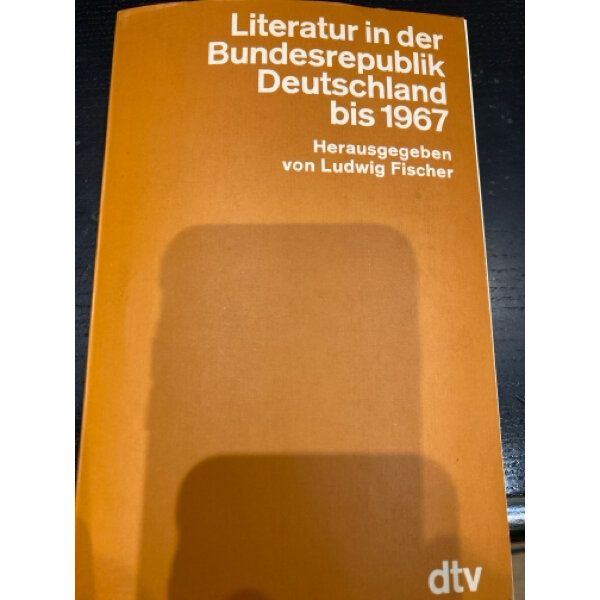 Literatur in der
Bundesrepublik
Deutschland
bis 1967
Herausgegeben
von Ludwig Fischer
dtv